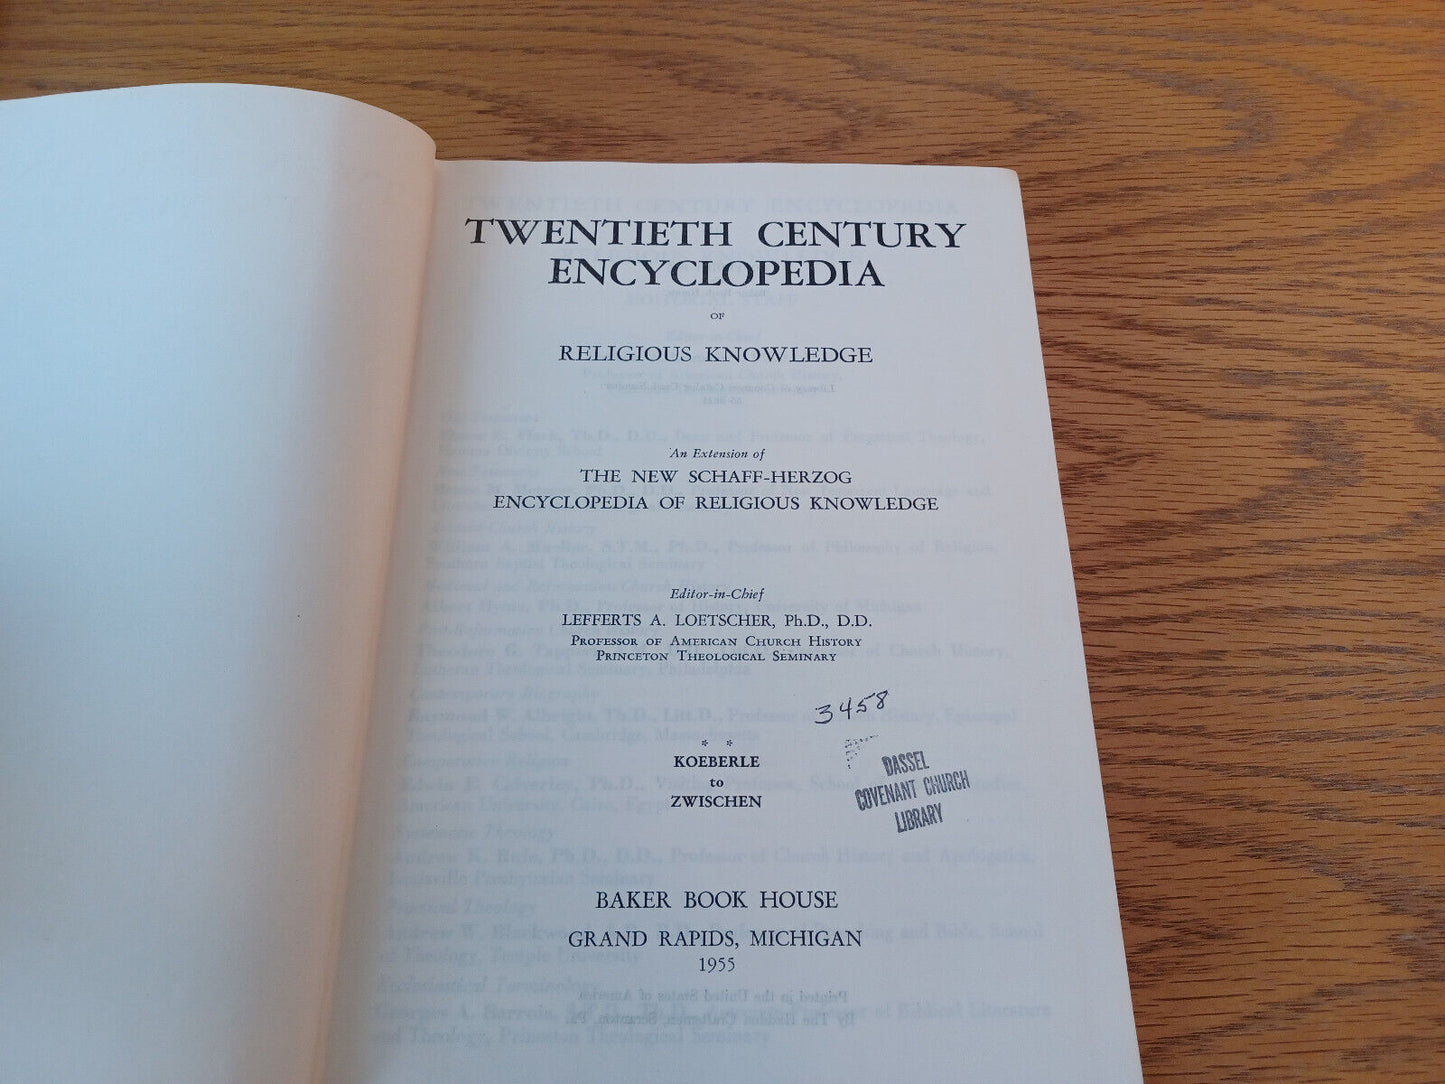 TWENTIETH CENTURY
ENCYCLOPEDIA
OF
RELIGIOUS KNOWLEDGE
An Extension of
THE NEW SCHAFF-HERZOG
ENCYCLOPEDIA OF RELIGIOUS KNOWLEDGE
Editor-in-Chief
LEFFERTS A. LOETSCHER, Ph.D., D.D.
PROFESSOR OF AMERICAN CHURCH HISTORY
PRINCETON THEOLOGICAL SEMINARY
3458
* *
KOEBERLE
to
ZWISCHEN
DASSEL
COVENANT CHURCH
LIBRARY
BAKER BOOK HOUSE
GRAND RAPIDS, MICHIGAN
1955